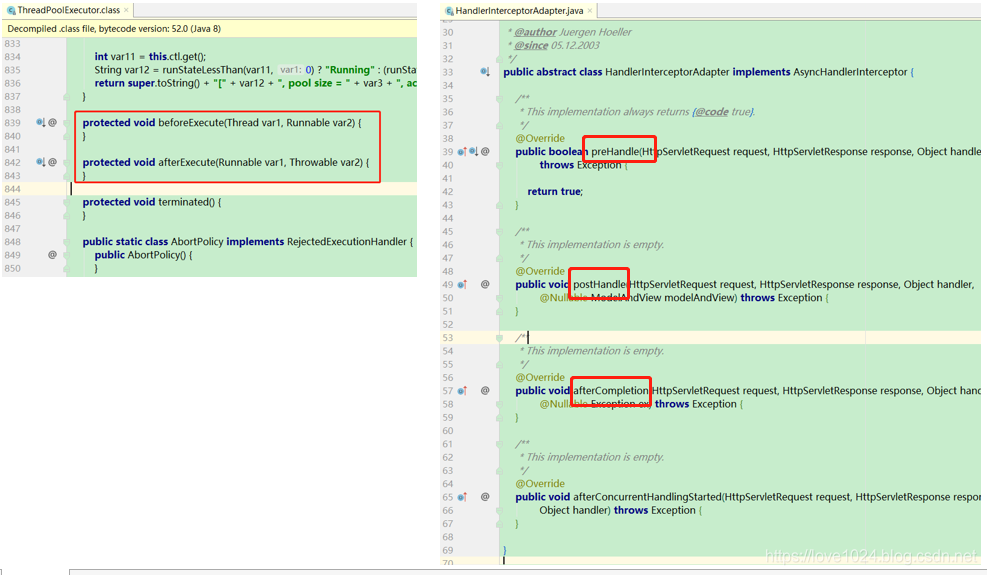 ThreadPoolExecutor.class
Decompiled .class file, bytecode version: 52.0 (Java 8)
833
834 int var11 = this.ctl.get();
835 String var12 = runStateLessThan(var11, var1: 0) ? "Running" : (runSta
836 return super.toString() + "[" + var12 + ", pool size = " + var3 + ", ac
837 }
838
839 @ protected void beforeExecute(Thread var1, Runnable var2) {
840 }
841
842 @ protected void afterExecute(Runnable var1, Throwable var2) {
843 }
844
845 protected void terminated() {
846 }
847
848 public static class AbortPolicy implements RejectedExecutionHandler {
849 @ public AbortPolicy() {
850 }
HandlerInterceptorAdapter.java
30 * @author Juergen Hoeller
31 * @since 05.12.2003
32 */
33 public abstract class HandlerInterceptorAdapter implements AsyncHandlerInterceptor {
34
35 /**
36 * This implementation always returns {@code true}.
37 */
38 @Override
39 @ public boolean preHandle(HttpServletRequest request, HttpServletResponse response, Object handle
40 throws Exception {
41
42 return true;
43 }
44
45 /**
46 * This implementation is empty.
47 */
48 @Override
49 @ public void postHandle(HttpServletRequest request, HttpServletResponse response, Object handler,
50 @Nullable ModelAndView modelAndView) throws Exception {
51 }
52
53 /**
54 * This implementation is empty.
55 */
56 @Override
57 @ public void afterCompletion(HttpServletRequest request, HttpServletResponse response, Object hand
58 @Nullable Exception ex) throws Exception {
59 }
60
61 /**
62 * This implementation is empty.
63 */
64 @Override
65 @ public void afterConcurrentHandlingStarted(HttpServletRequest request, HttpServletResponse respor
66 Object handler) throws Exception {
67 }
68
69 }
70
https://love1024.blog.csdn.net